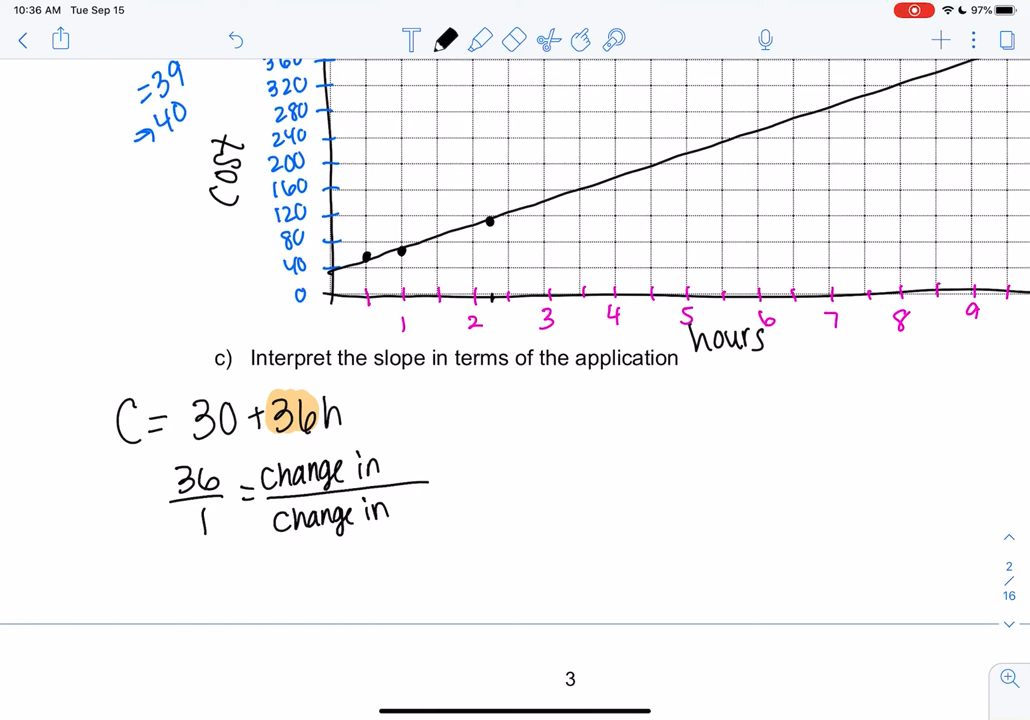 10:36 AM Tue Sep 15
97%
=39
→40
360
320
280
240
200
160
120
80
40
0
Cost
1 2 3 4 5 6 7 8 9
hours
c) Interpret the slope in terms of the application
C = 30 + 36h
36/1 = change in / change in
2
/
16
3